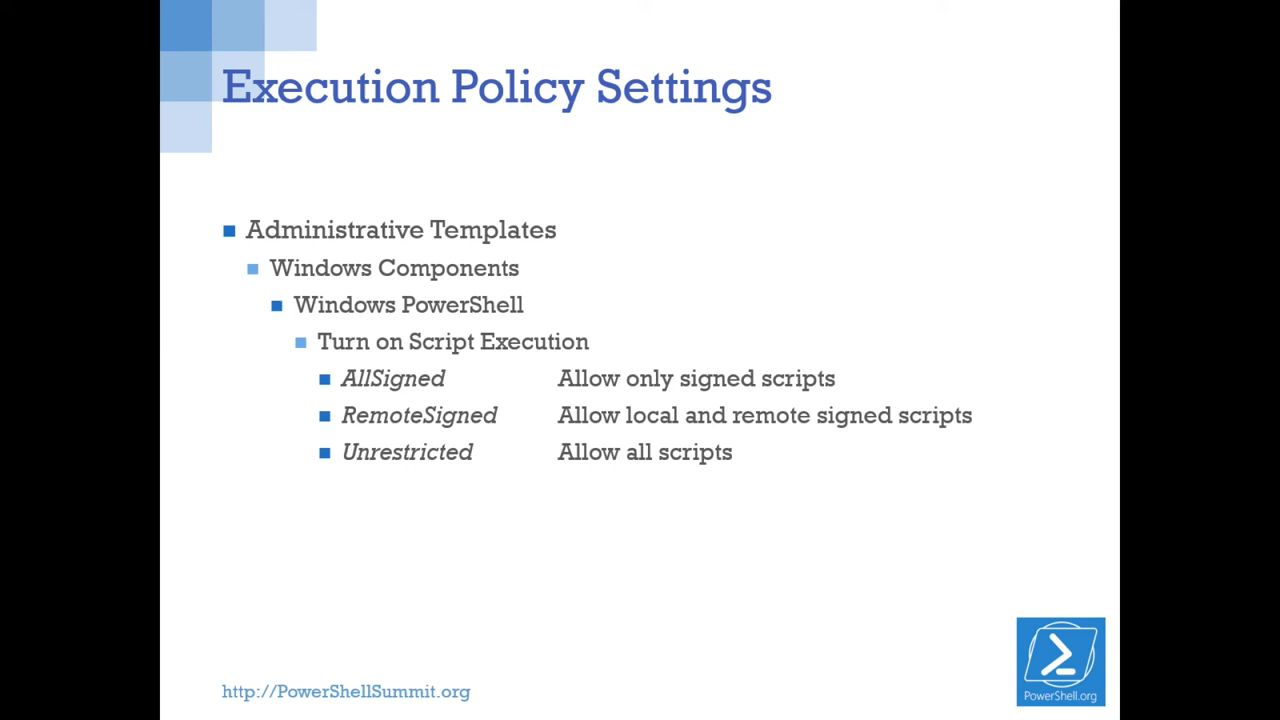 Execution Policy Settings
Administrative Templates
Windows Components
Windows PowerShell
Turn on Script Execution
AllSigned Allow only signed scripts
RemoteSigned Allow local and remote signed scripts
Unrestricted Allow all scripts
http://PowerShellSummit.org
PowerShell.org